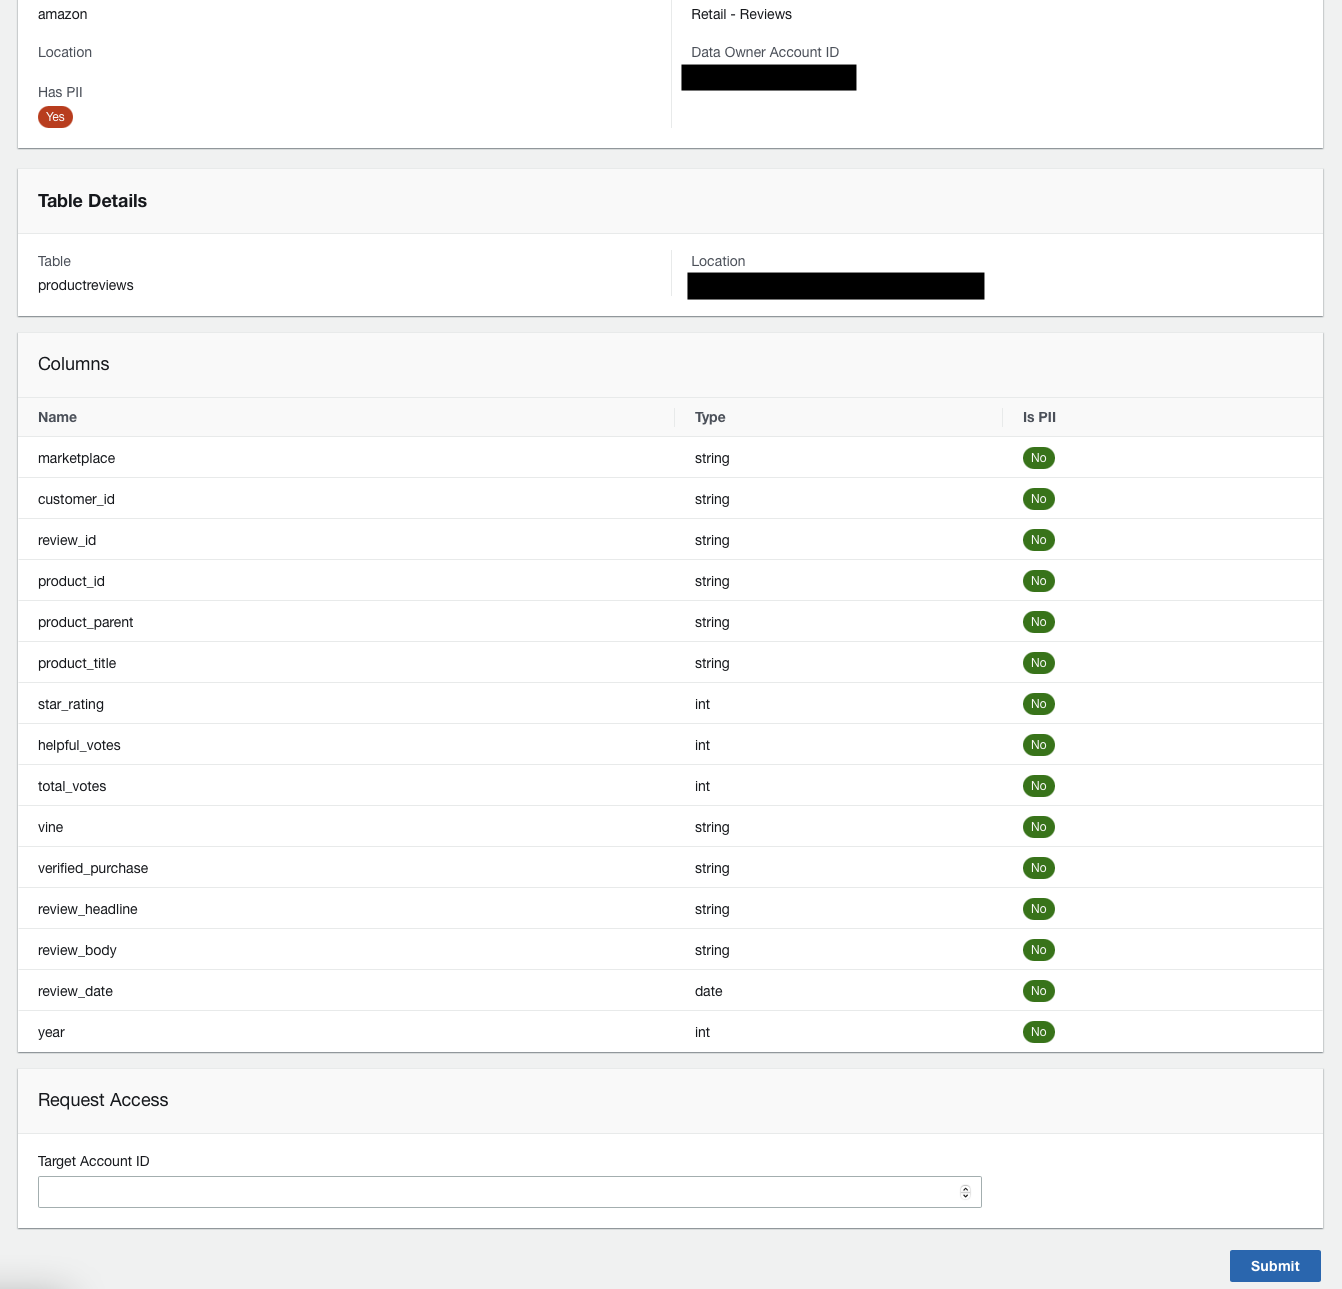 amazon
Retail - Reviews
Location
Data Owner Account ID
Has PII
Yes
Table Details
Table
Location
productreviews
Columns
Name Type Is PII
marketplace string No
customer_id string No
review_id string No
product_id string No
product_parent string No
product_title string No
star_rating int No
helpful_votes int No
total_votes int No
vine string No
verified_purchase string No
review_headline string No
review_body string No
review_date date No
year int No
Request Access
Target Account ID
Submit